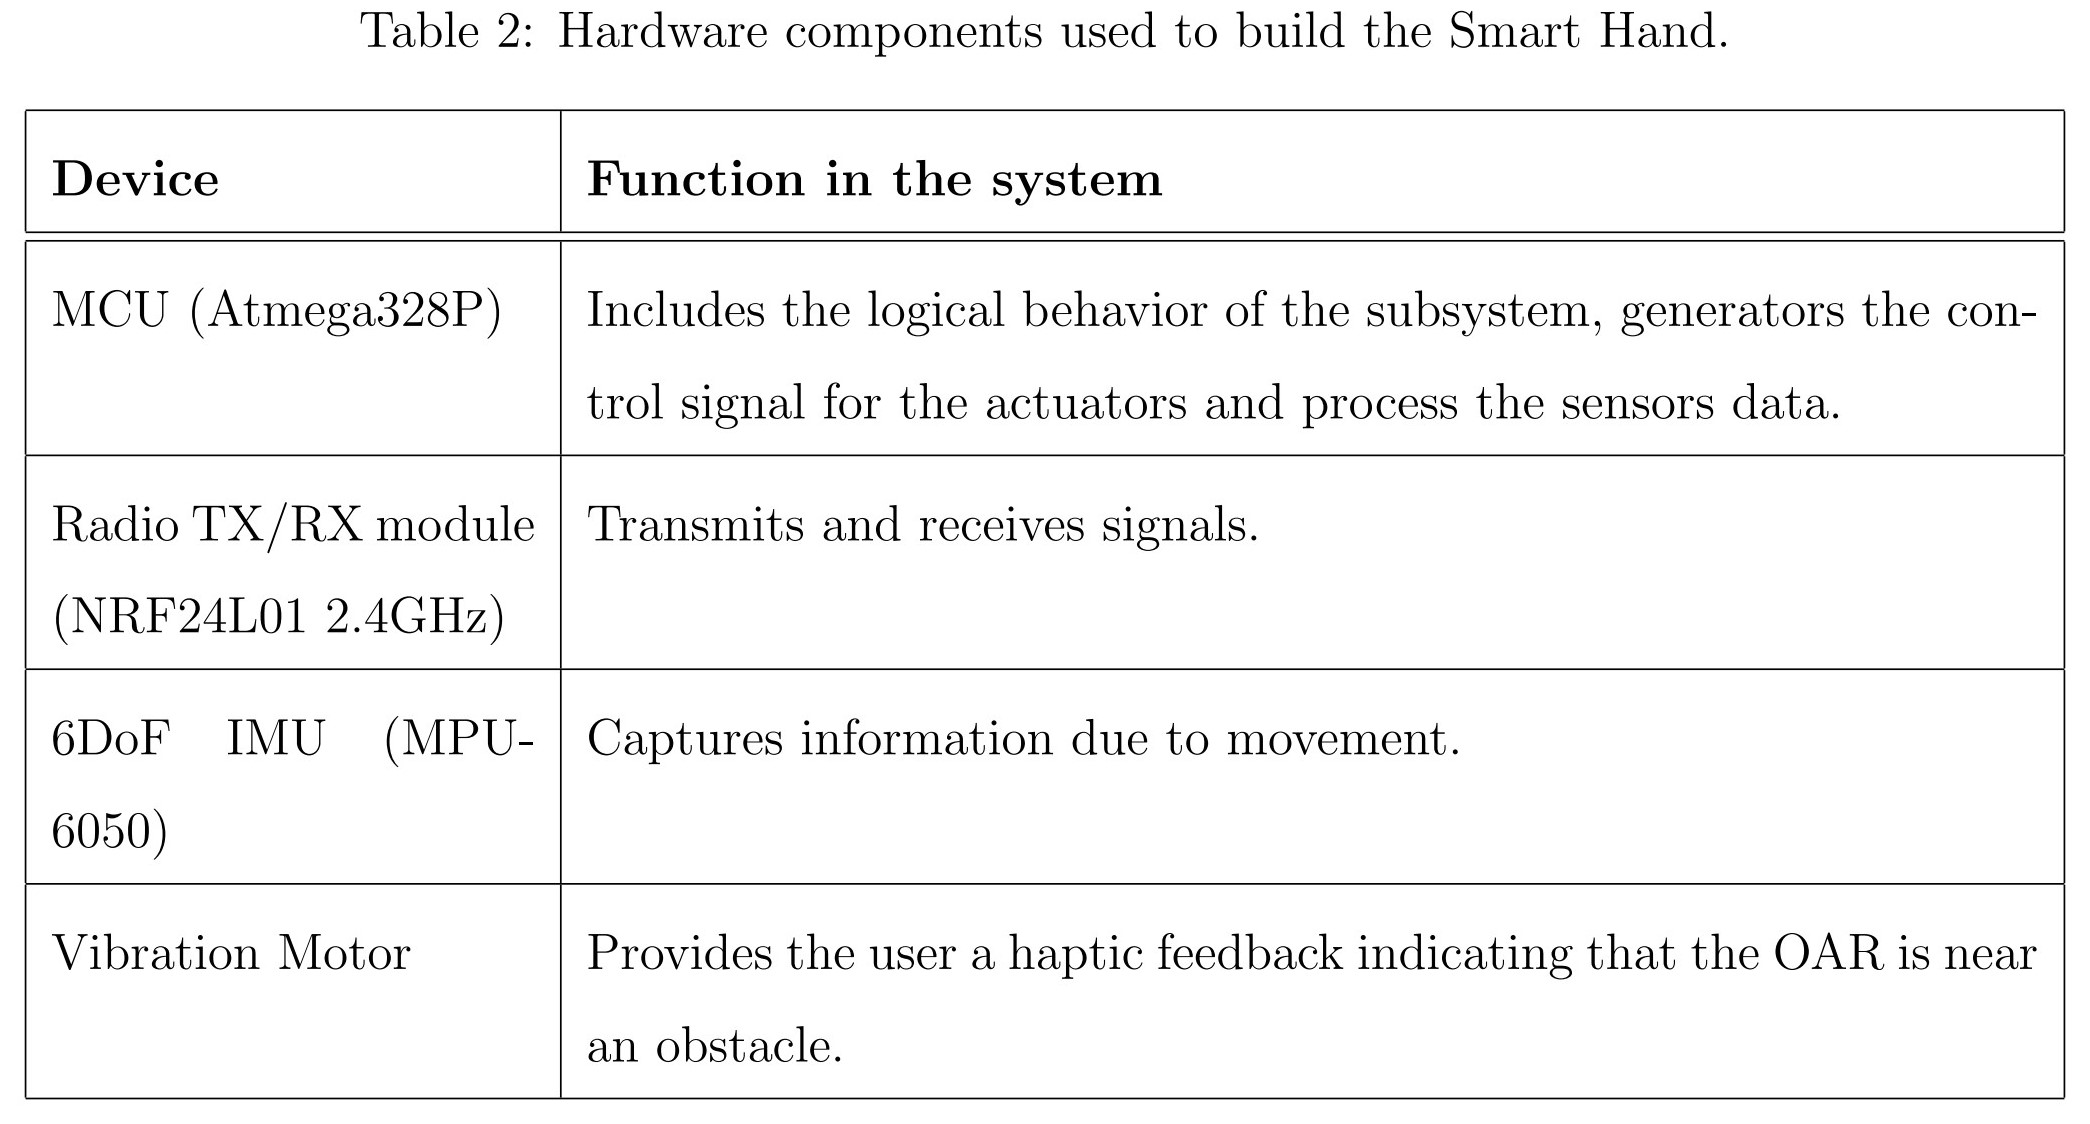 Table 2: Hardware components used to build the Smart Hand.
Device
Function in the system
MCU (Atmega328P)
Includes the logical behavior of the subsystem, generators the con-
trol signal for the actuators and process the sensors data.
Radio TX/RX module
(NRF24L01 2.4GHz)
Transmits and receives signals.
6DoF IMU (MPU-
6050)
Captures information due to movement.
Vibration Motor
Provides the user a haptic feedback indicating that the OAR is near
an obstacle.